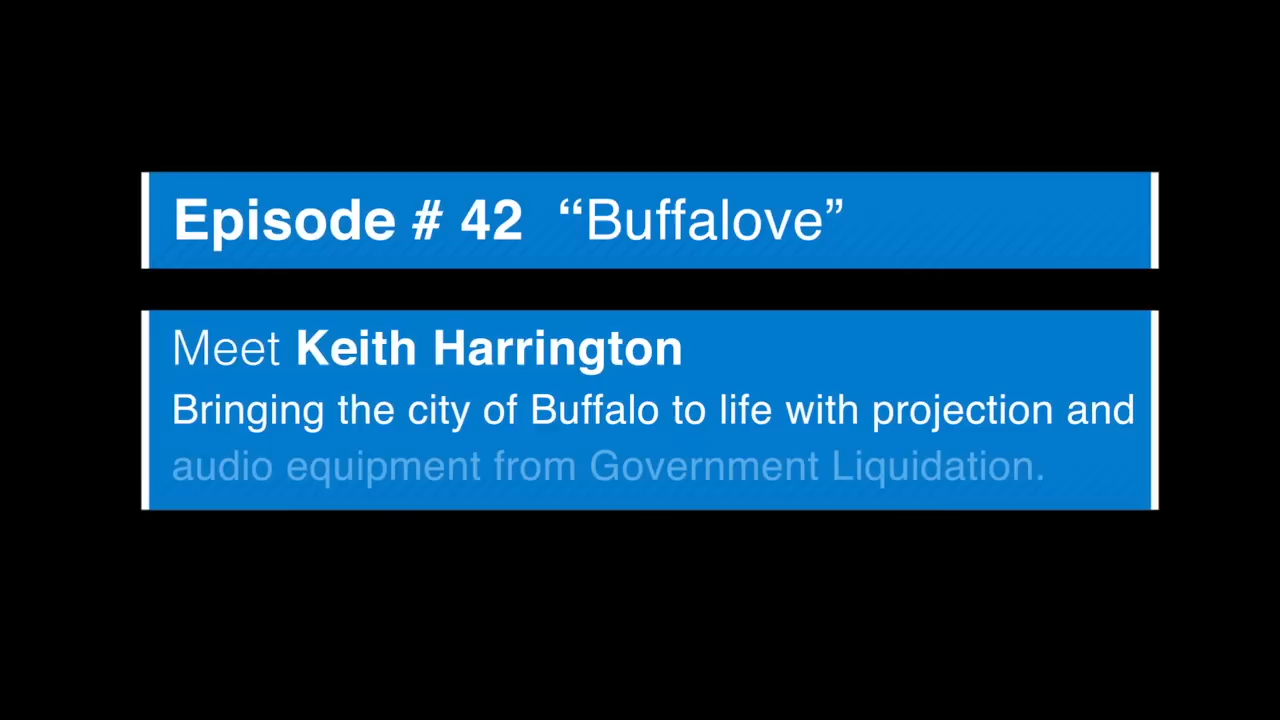 Episode # 42 “Buffalove”
Meet Keith Harrington
Bringing the city of Buffalo to life with projection and
audio equipment from Government Liquidation.